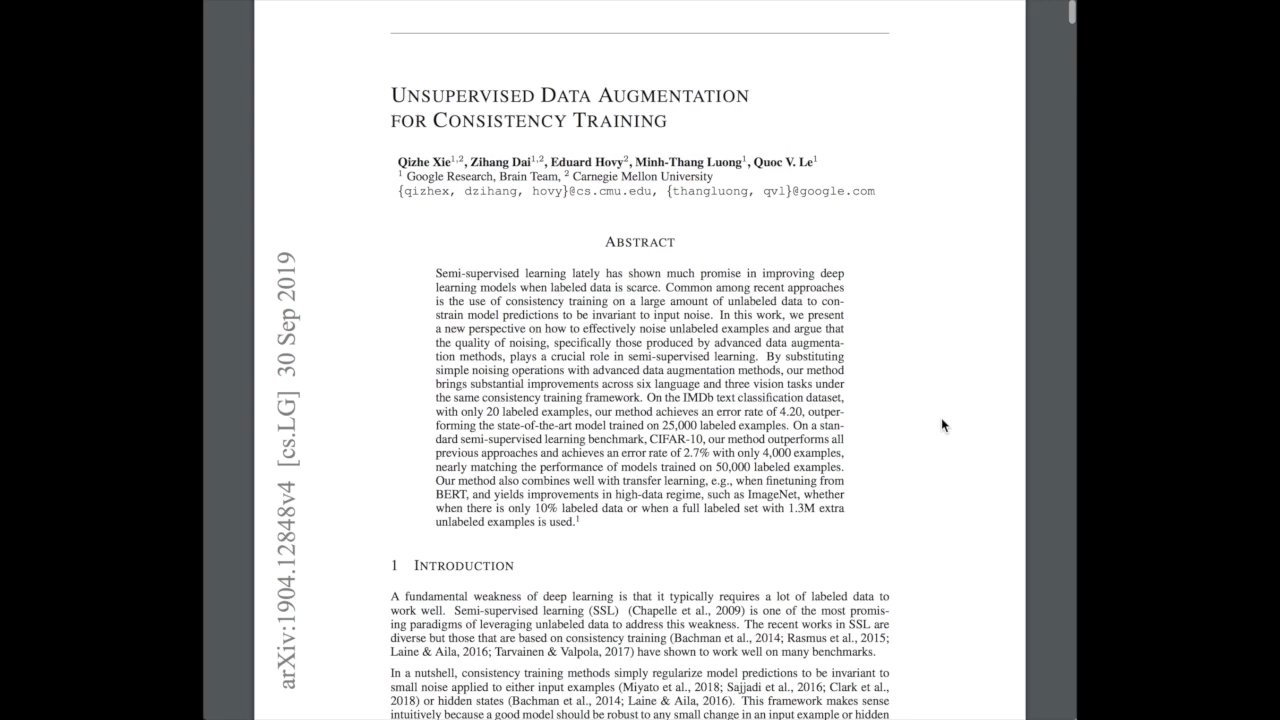 UNSUPERVISED DATA AUGMENTATION
FOR CONSISTENCY TRAINING
Qizhe Xie1,2, Zihang Dai1,2, Eduard Hovy2, Minh-Thang Luong1, Quoc V. Le1
1 Google Research, Brain Team, 2 Carnegie Mellon University
{qizhex, dzihang, hovy}@cs.cmu.edu, {thangluong, qvl}@google.com
ABSTRACT
Semi-supervised learning lately has shown much promise in improving deep
learning models when labeled data is scarce. Common among recent approaches
is the use of consistency training on a large amount of unlabeled data to con-
strain model predictions to be invariant to input noise. In this work, we present
a new perspective on how to effectively noise unlabeled examples and argue that
the quality of noising, specifically those produced by advanced data augmenta-
tion methods, plays a crucial role in semi-supervised learning. By substituting
simple noising operations with advanced data augmentation methods, our method
brings substantial improvements across six language and three vision tasks under
the same consistency training framework. On the IMDb text classification dataset,
with only 20 labeled examples, our method achieves an error rate of 4.20, outper-
forming the state-of-the-art model trained on 25,000 labeled examples. On a stan-
dard semi-supervised learning benchmark, CIFAR-10, our method outperforms all
previous approaches and achieves an error rate of 2.7% with only 4,000 examples,
nearly matching the performance of models trained on 50,000 labeled examples.
Our method also combines well with transfer learning, e.g., when finetuning from
BERT, and yields improvements in high-data regime, such as ImageNet, whether
when there is only 10% labeled data or when a full labeled set with 1.3M extra
unlabeled examples is used.1
1 INTRODUCTION
A fundamental weakness of deep learning is that it typically requires a lot of labeled data to
work well. Semi-supervised learning (SSL) (Chapelle et al., 2009) is one of the most promis-
ing paradigms of leveraging unlabeled data to address this weakness. The recent works in SSL are
diverse but those that are based on consistency training (Bachman et al., 2014; Rasmus et al., 2015;
Laine & Aila, 2016; Tarvainen & Valpola, 2017) have shown to work well on many benchmarks.
In a nutshell, consistency training methods simply regularize model predictions to be invariant to
small noise applied to either input examples (Miyato et al., 2018; Sajjadi et al., 2016; Clark et al.,
2018) or hidden states (Bachman et al., 2014; Laine & Aila, 2016). This framework makes sense
intuitively because a good model should be robust to any small change in an input example or hidden
arXiv:1904.12848v4 [cs.LG] 30 Sep 2019